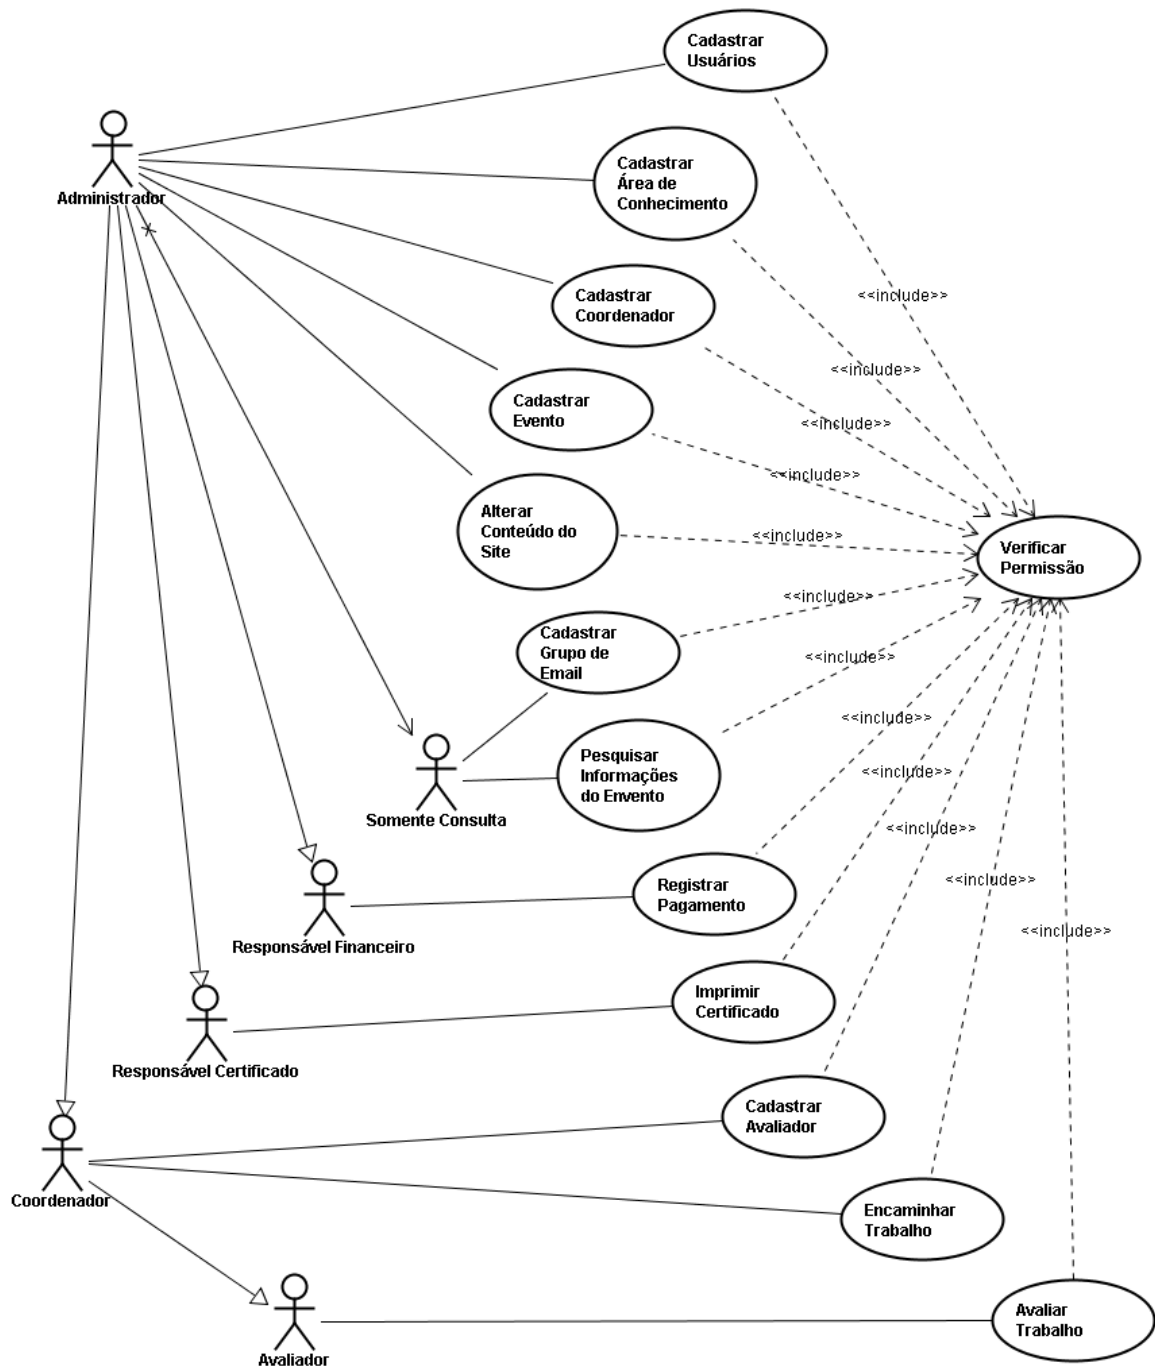 Cadastrar
Usuários
Administrador
Cadastrar
Área de
Conhecimento
<<include>>
Cadastrar
Coordenador
<<include>>
Cadastrar
Evento
<<include>>
<<include>>
Alterar
Conteúdo do
Site
<<include>>
Verificar
Permissão
<<include>>
Cadastrar
Grupo de
Email
<<include>>
<<include>>
Pesquisar
Informações
do Envento
<<include>>
Somente Consulta
<<include>>
Registrar
Pagamento
<<include>>
Responsável Financeiro
<<include>>
Imprimir
Certificado
Responsável Certificado
Cadastrar
Avaliador
Coordenador
Encaminhar
Trabalho
Avaliar
Trabalho
Avaliador